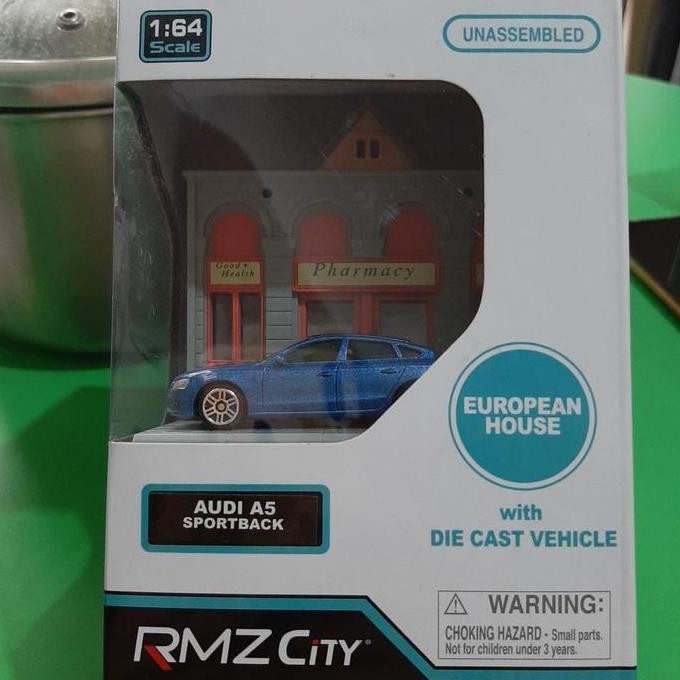 1:64
Scale
UNASSEMBLED
Good +
Health
Pharmacy
EUROPEAN
HOUSE
with
DIE CAST VEHICLE
AUDI A5
SPORTBACK
WARNING:
CHOKING HAZARD - Small parts.
Not for children under 3 years.
RMZ CiTY®